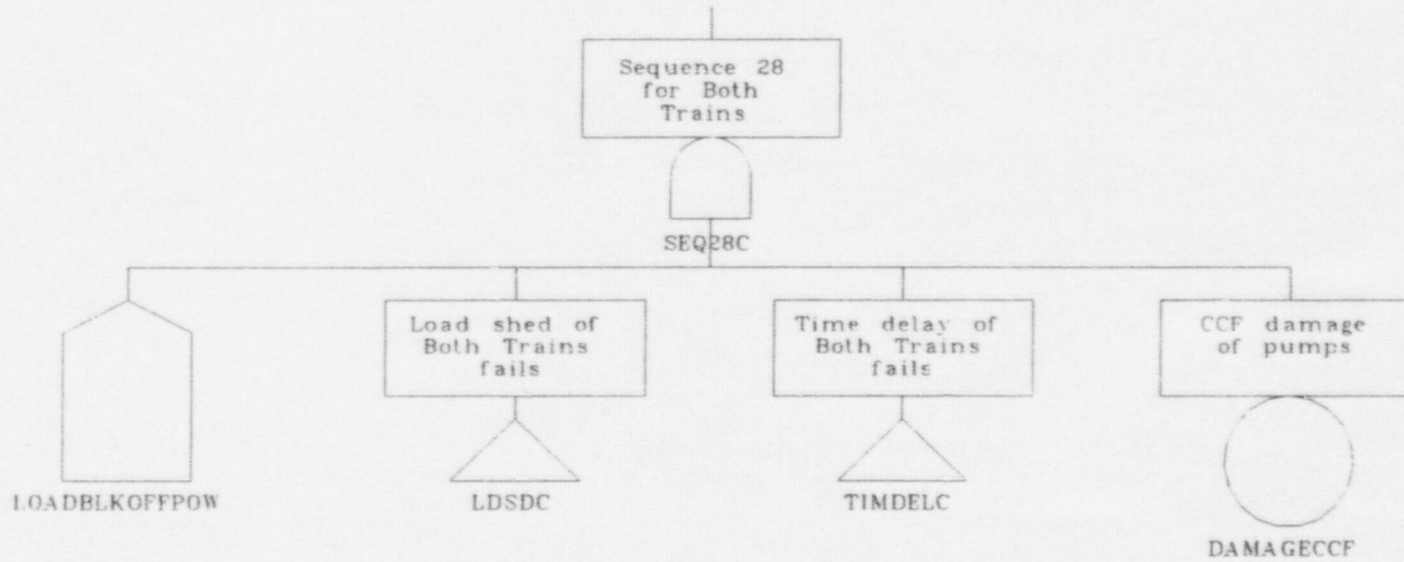 Sequence 28
for Both
Trains
SEQ28C
Load shed of
Both Trains
fails
Time delay of
Both Trains
fails
CCF damage
of pumps
LOADBLKOFFPOW
LDSDC
TIMDELC
DAMAGECCF